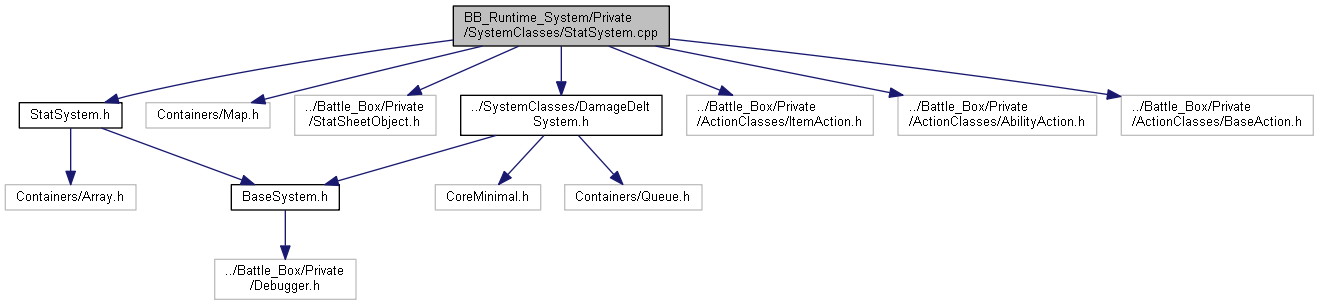 BB_Runtime_System/Private
/SystemClasses/StatSystem.cpp
StatSystem.h
Containers/Map.h
../Battle_Box/Private
/StatSheetObject.h
../SystemClasses/DamageDelt
System.h
../Battle_Box/Private
/ActionClasses/ItemAction.h
../Battle_Box/Private
/ActionClasses/AbilityAction.h
../Battle_Box/Private
/ActionClasses/BaseAction.h
Containers/Array.h
BaseSystem.h
CoreMinimal.h
Containers/Queue.h
../Battle_Box/Private
/Debugger.h